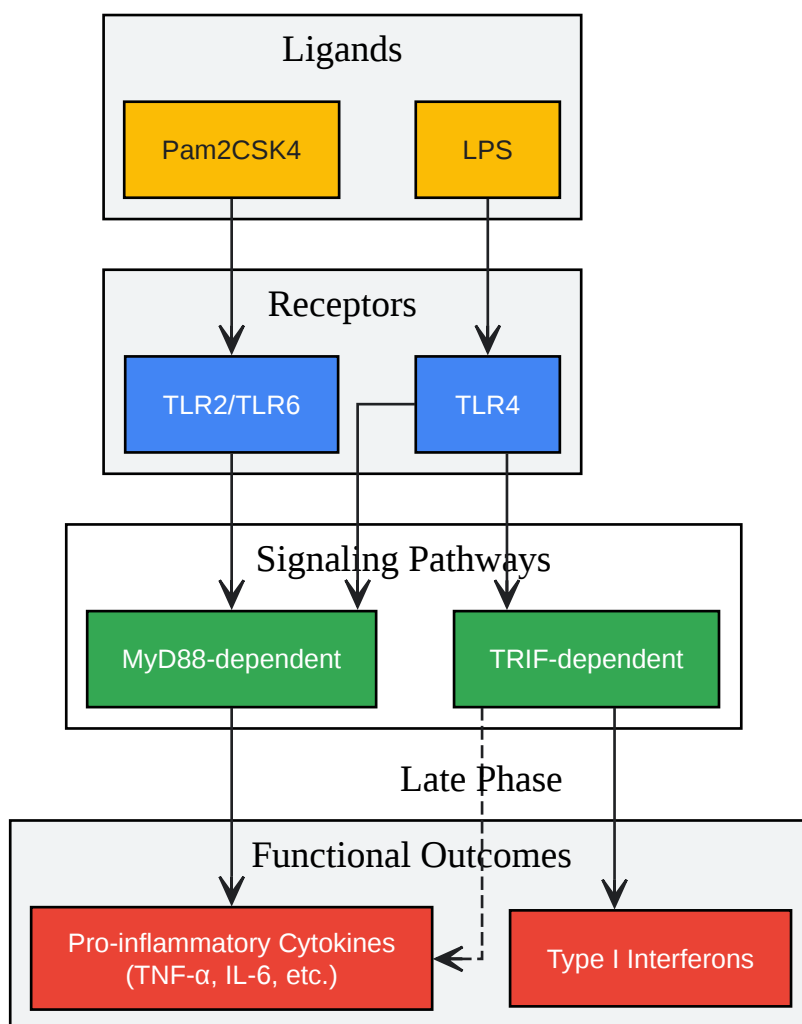 Ligands
Pam2CSK4
LPS
Receptors
TLR2/TLR6
TLR4
Signaling Pathways
MyD88-dependent
TRIF-dependent
Late Phase
Functional Outcomes
Pro-inflammatory Cytokines
(TNF-α, IL-6, etc.)
Type I Interferons